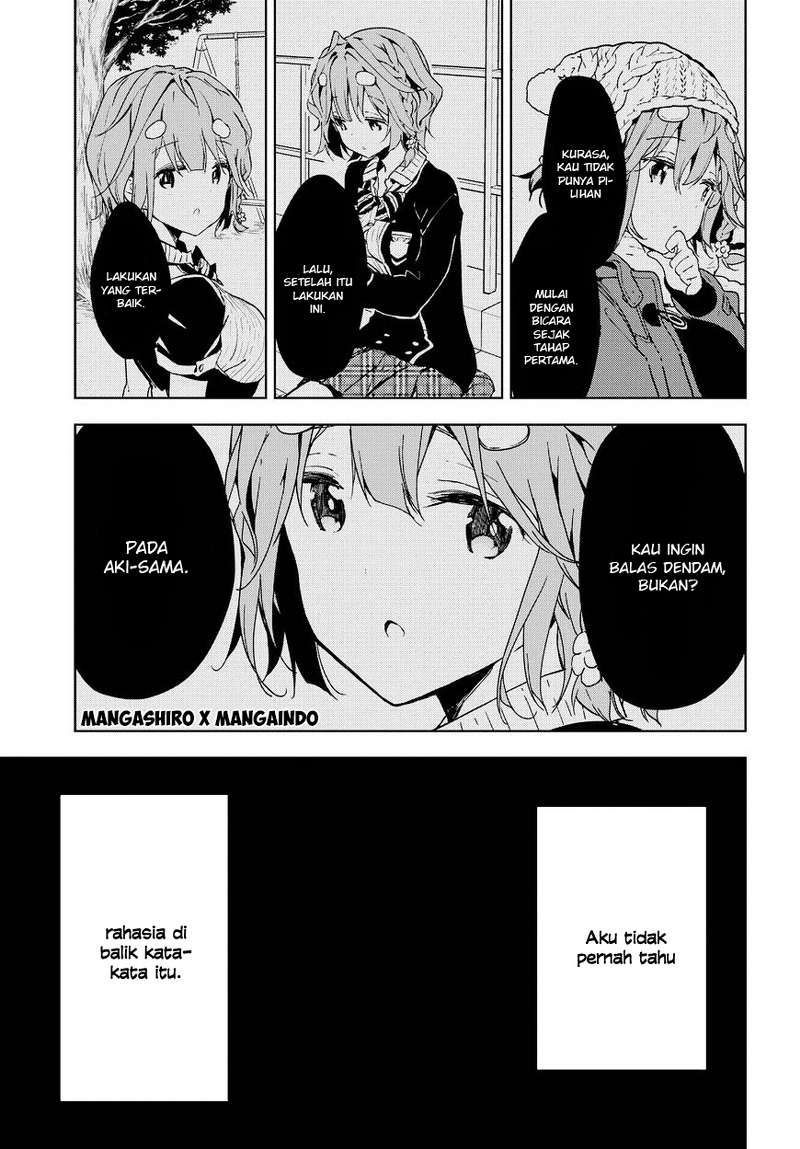 KURASA,
KAU TIDAK
PUNYA PI-
LIHAN
MULAI
DENGAN
BICARA
SEJAK
TAHAP
PERTAMA.
LALU,
SETELAH ITU
LAKUKAN
INI.
LAKUKAN
YANG TER-
BAIK.
KAU INGIN
BALAS DENDAM,
BUKAN?
PADA
AKI-SAMA.
MANGASHIRO X MANGAINDO
Aku tidak
pernah tahu
rahasia di
balik kata-
kata itu.